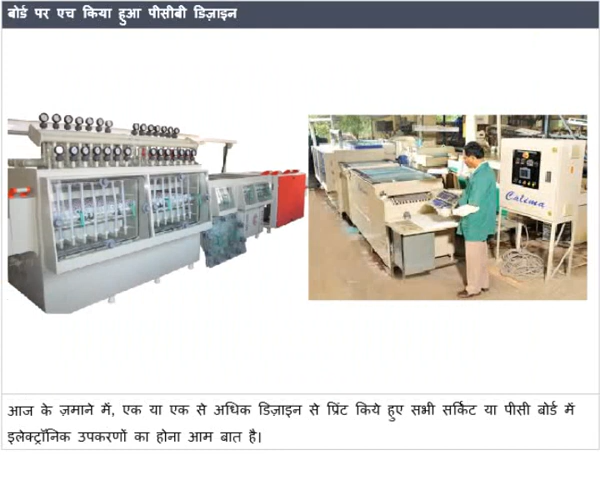 बोर्ड पर एच किया हुआ पीसीबी डिज़ाइन
Calima
आज के ज़माने में, एक या एक से अधिक डिज़ाइन से प्रिंट किये हुए सभी सर्किट या पीसी बोर्ड में
इलेक्ट्रॉनिक उपकरणों का होना आम बात है।